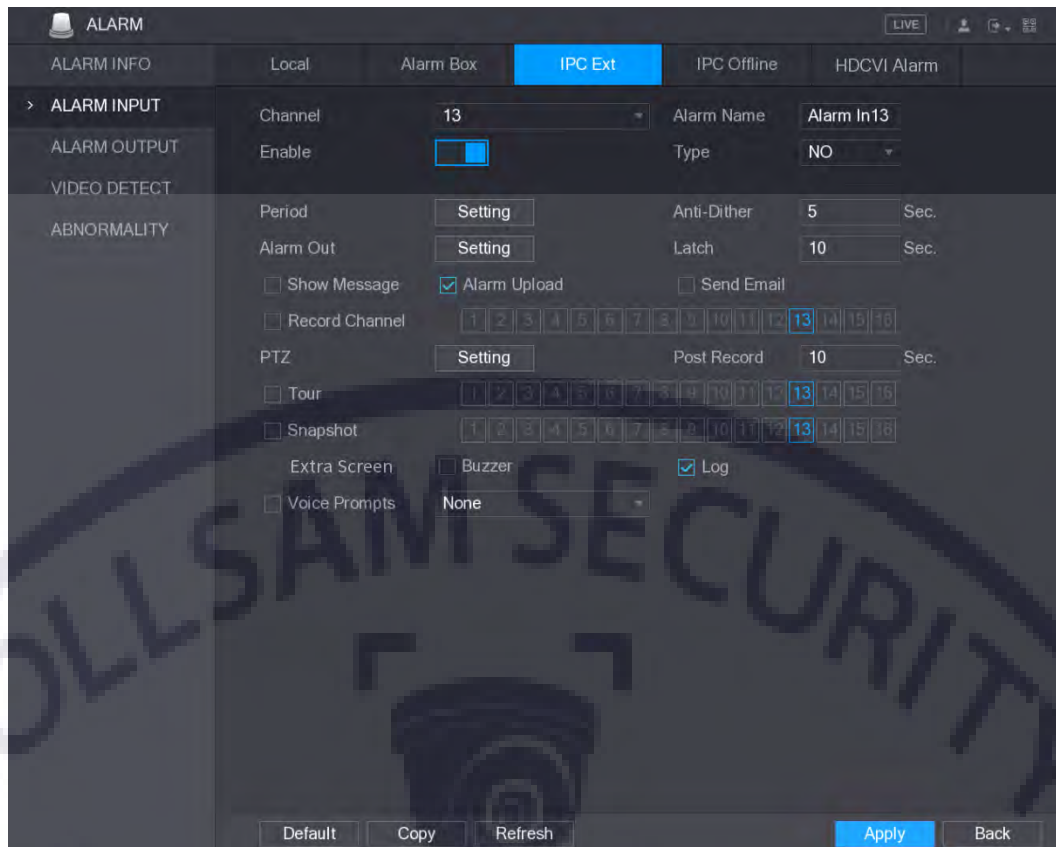 ALARM LIVE
ALARM INFO
ALARM INPUT
ALARM OUTPUT
VIDEO DETECT
ABNORMALITY
Local Alarm Box IPC Ext IPC Offline HDCVI Alarm
Channel 13 Alarm Name Alarm In13
Enable Type NO
Period Setting Anti-Dither 5 Sec.
Alarm Out Setting Latch 10 Sec.
Show Message Alarm Upload Send Email
Record Channel 1 2 3 4 5 6 7 8 9 10 11 12 13 14 15 16
PTZ Setting Post Record 10 Sec.
Tour 1 2 3 4 5 6 7 8 9 10 11 12 13 14 15 16
Snapshot 1 2 3 4 5 6 7 8 9 10 11 12 13 14 15 16
Extra Screen Buzzer Log
Voice Prompts None
OLLSAM SECURITY
Default Copy Refresh Apply Back